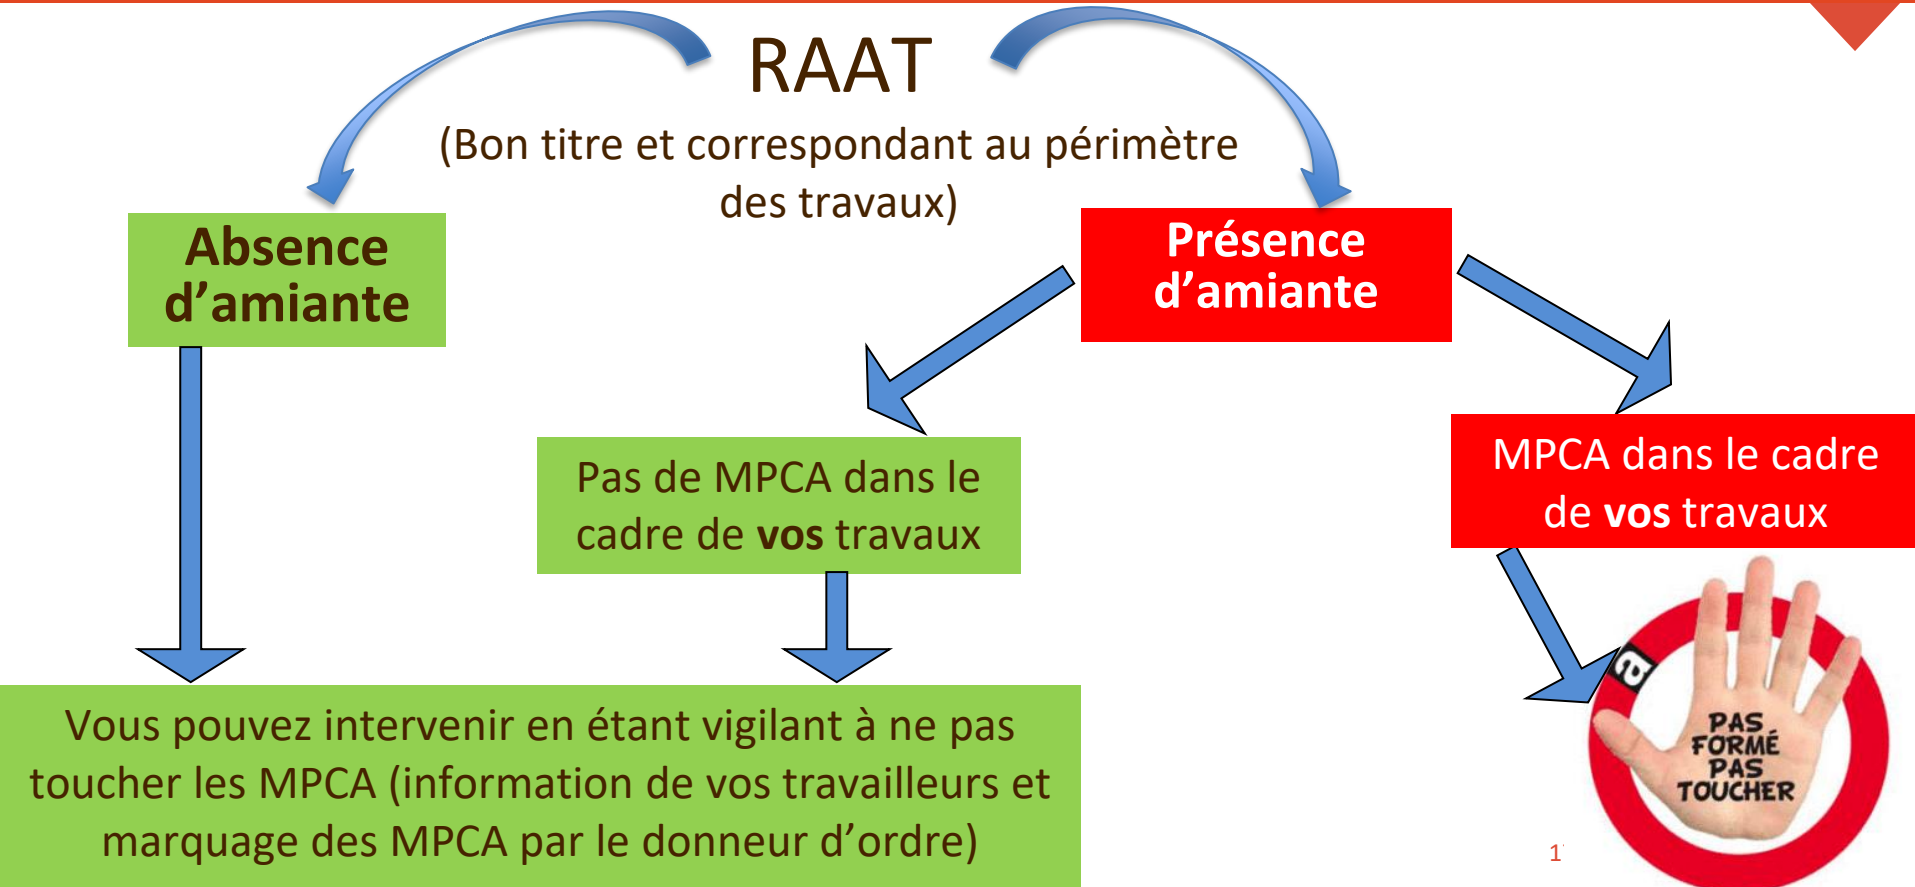 RAAT
(Bon titre et correspondant au périmètre
des travaux)
Absence
d’amiante
Présence
d’amiante
Pas de MPCA dans le
cadre de vos travaux
MPCA dans le cadre
de vos travaux
Vous pouvez intervenir en étant vigilant à ne pas
toucher les MPCA (information de vos travailleurs et
marquage des MPCA par le donneur d’ordre)
a
PAS
FORMÉ
PAS
TOUCHER